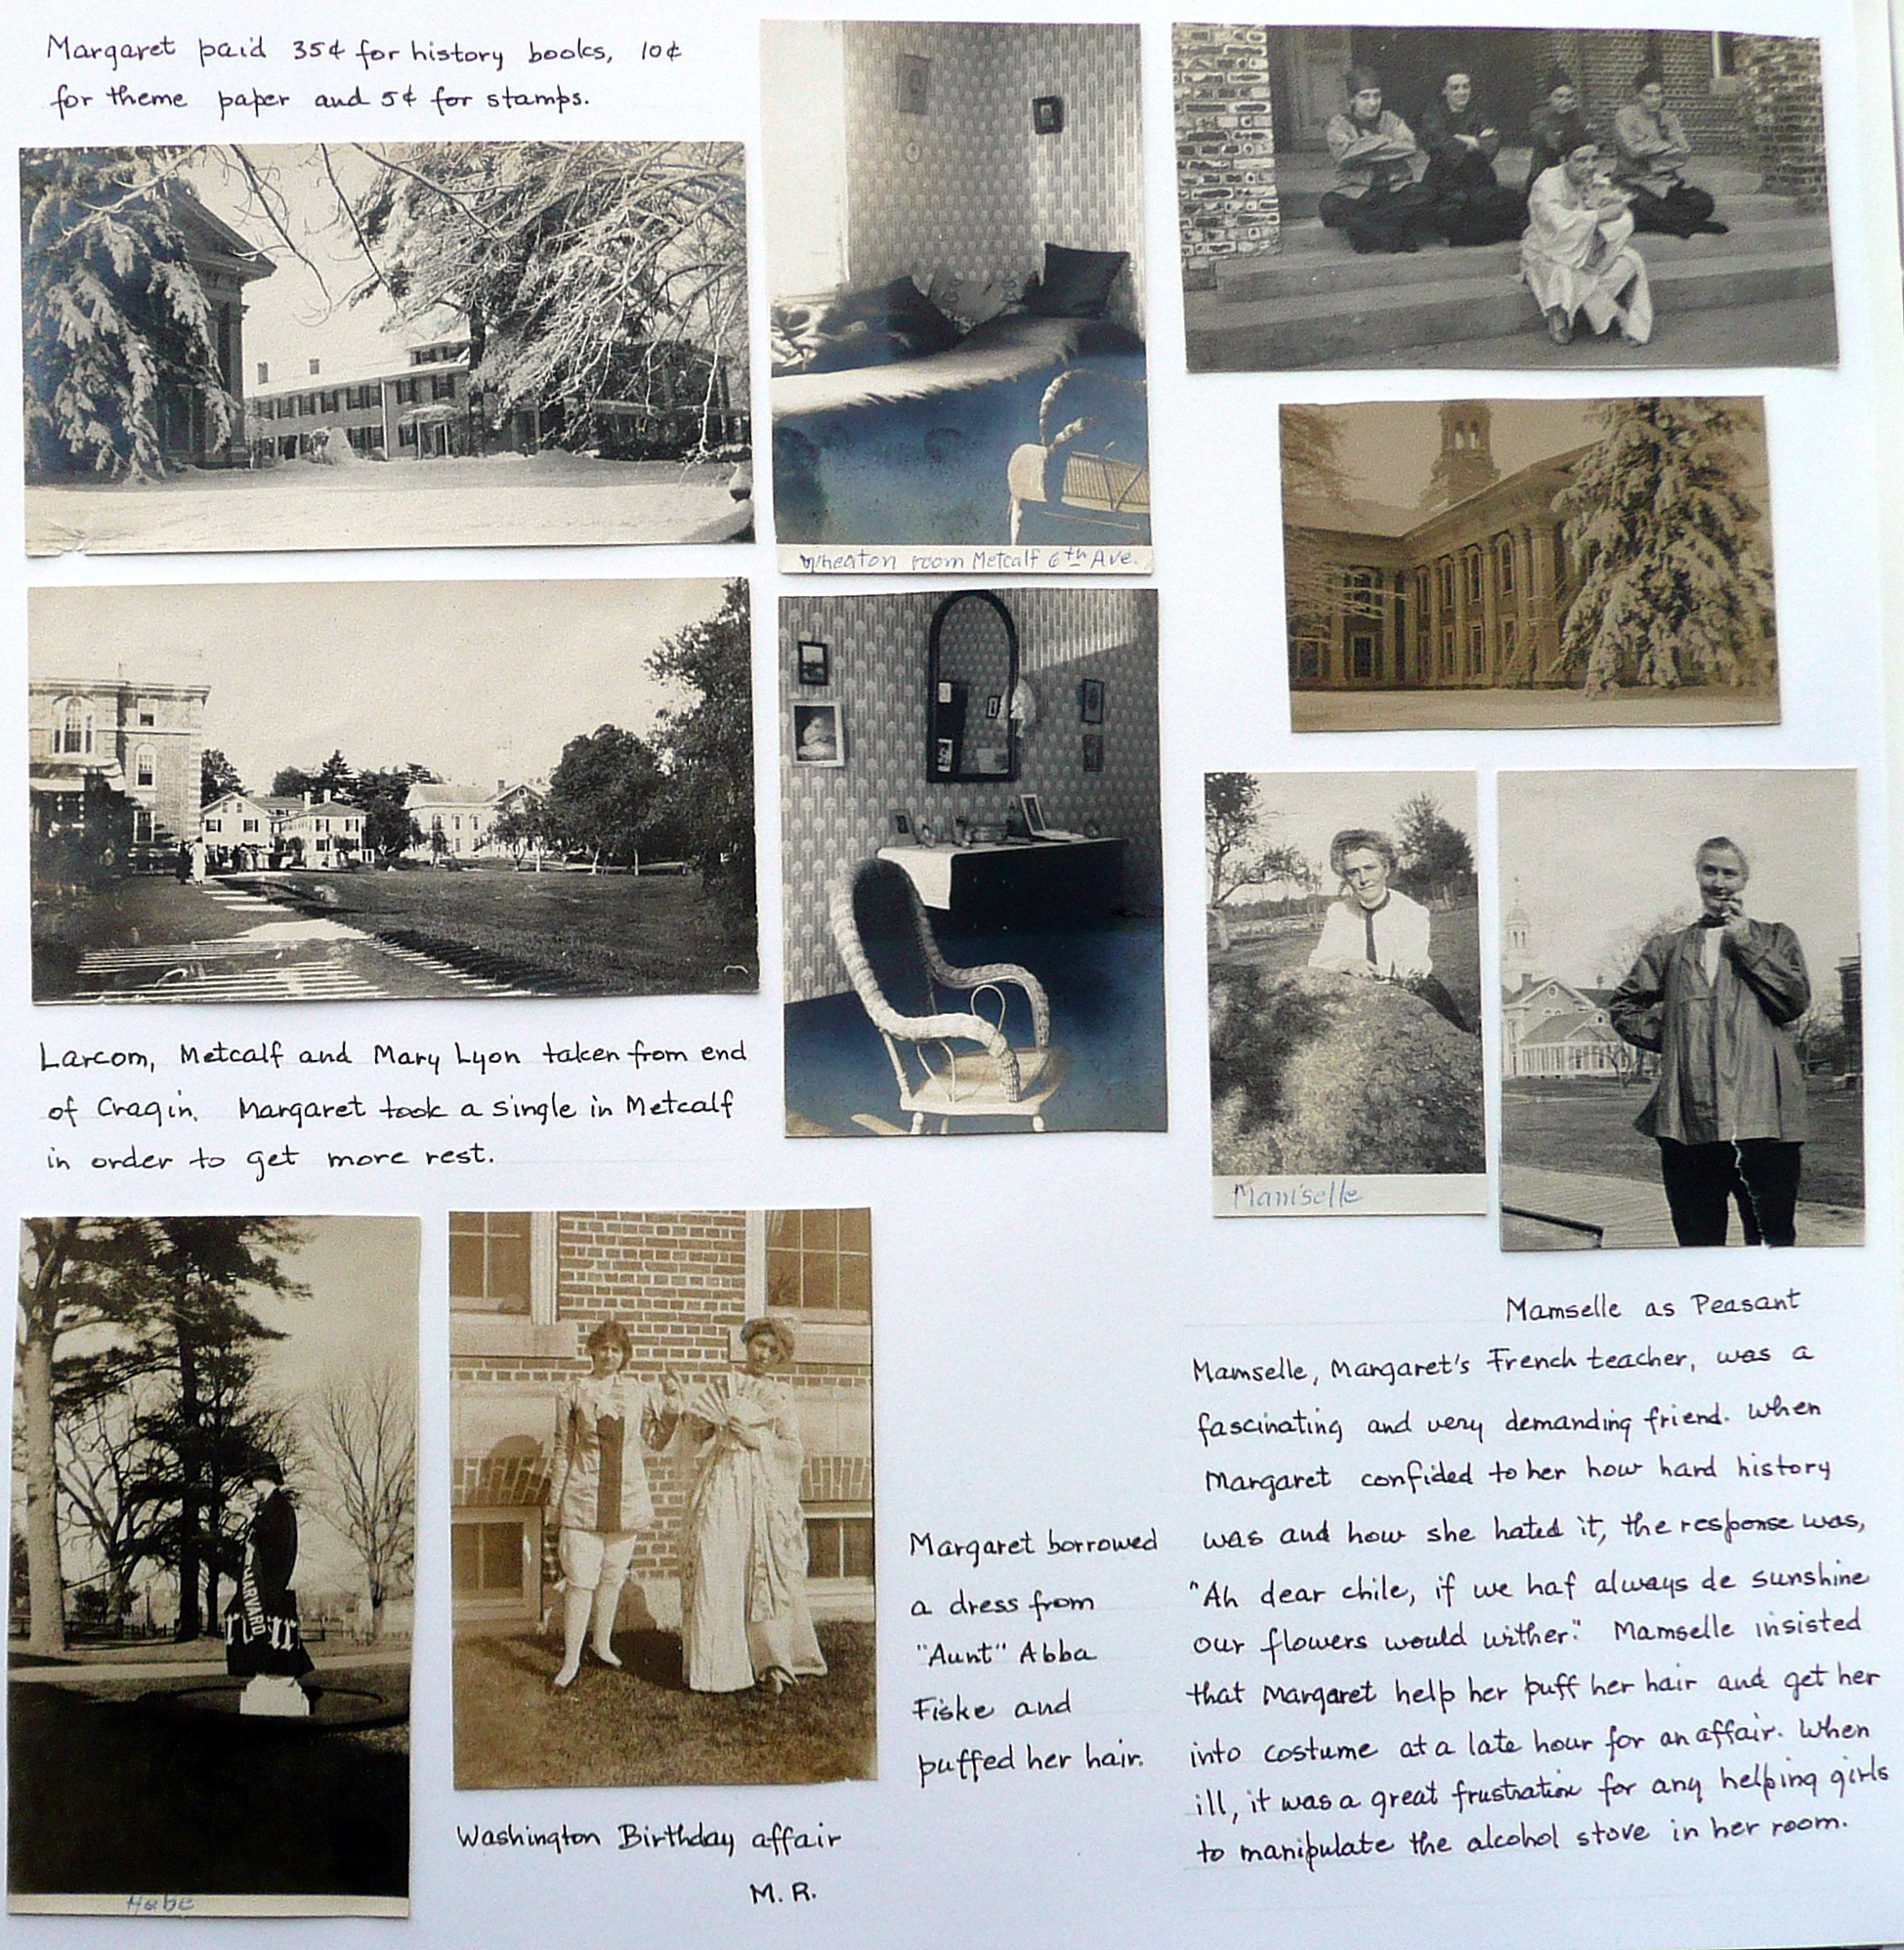 Margaret paid 35¢ for history books, 10¢
for theme paper and 5¢ for stamps.
Wheaton room Metcalf 6th Ave.
Larcom, Metcalf and Mary Lyon taken from end
of Cragin. Margaret took a single in Metcalf
in order to get more rest.
Mam'selle
HARVARD
Hebe
Washington Birthday affair
M. R.
Margaret borrowed
a dress from
"Aunt" Abba
Fiske and
puffed her hair.
Mamselle as Peasant
Mamselle, Margaret's French teacher, was a
fascinating and very demanding friend. When
Margaret confided to her how hard history
was and how she hated it, the response was,
"Ah dear chile, if we haf always de sunshine
our flowers would wither." Mamselle insisted
that Margaret help her puff her hair and get her
into costume at a late hour for an affair. When
ill, it was a great frustration for any helping girls
to manipulate the alcohol stove in her room.